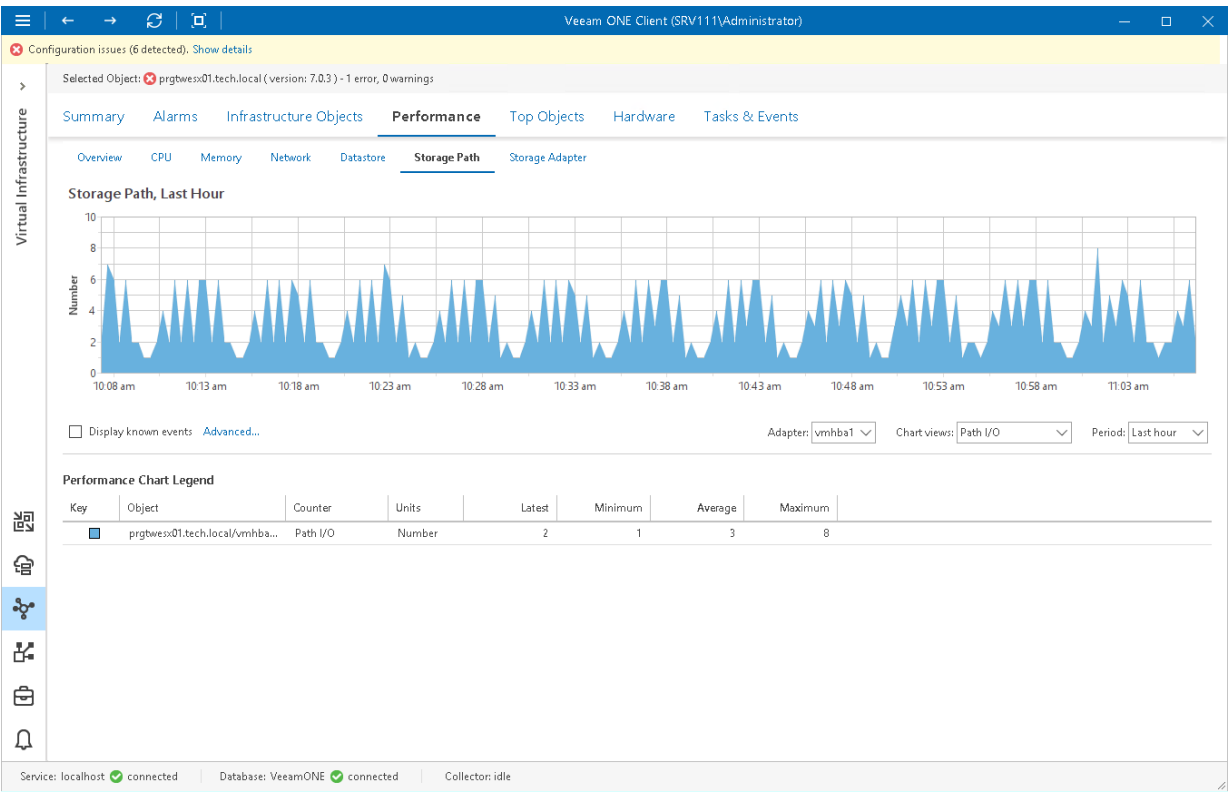 Veeam ONE Client (SRV111\Administrator)
Configuration issues (6 detected). Show details
Virtual Infrastructure
Selected Object: prgtwesx01.tech.local ( version: 7.0.3 ) - 1 error, 0 warnings
Summary Alarms Infrastructure Objects Performance Top Objects Hardware Tasks & Events
Overview CPU Memory Network Datastore Storage Path Storage Adapter
Storage Path, Last Hour
Number
10
8
6
4
2
0
10:08 am 10:13 am 10:18 am 10:23 am 10:28 am 10:33 am 10:38 am 10:43 am 10:48 am 10:53 am 10:58 am 11:03 am
Display known events Advanced... Adapter: vmhba1 Chart views: Path I/O Period: Last hour
Performance Chart Legend
Key Object Counter Units Latest Minimum Average Maximum
prgtwesx01.tech.local/vmhba... Path I/O Number 2 1 3 8
Service: localhost connected Database: VeeamONE connected Collector: idle